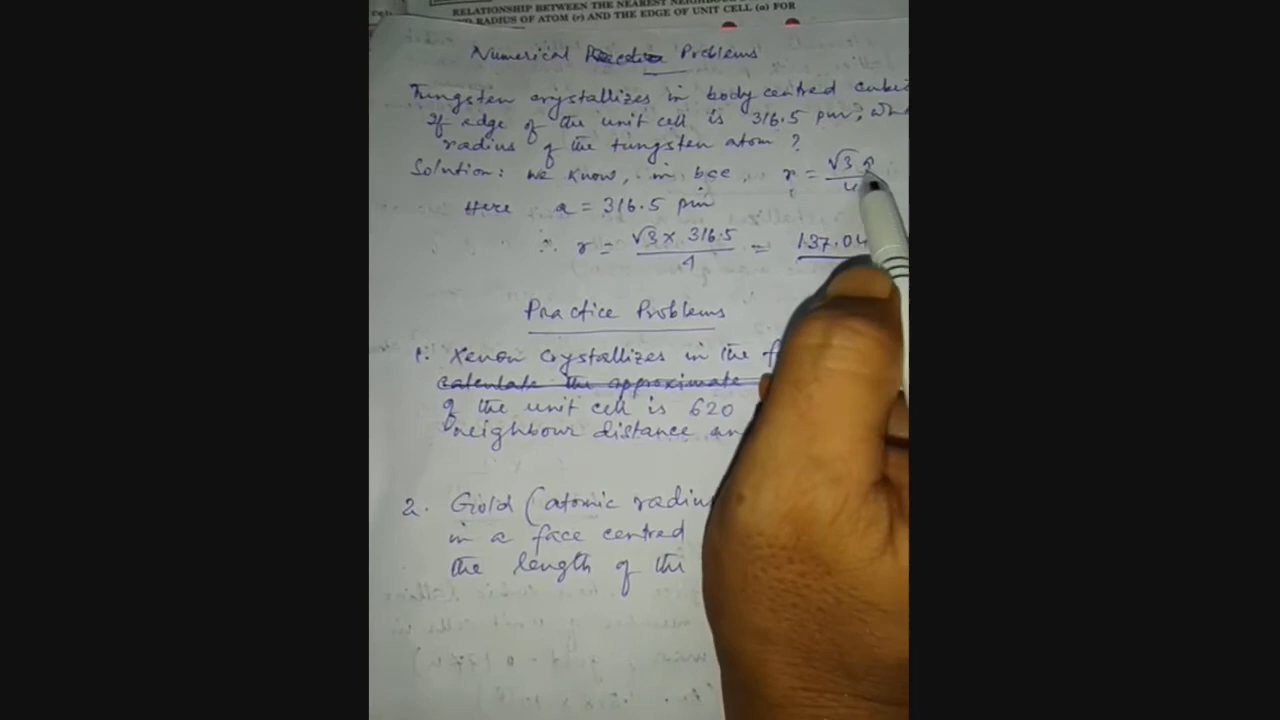 RELATIONSHIP BETWEEN THE NEAREST NEIGHBOUR
RADIUS OF ATOM (r) AND THE EDGE OF UNIT CELL (a) FOR
Numerical Problems
Tungsten crystallizes in body centred cubic
If edge of the unit cell is 316.5 pm, wha
radius of the tungsten atom ?
Solution: We know, in bcc, r = √3 a / 4
Here a = 316.5 pm
∴ r = √3 x 316.5 / 4 = 137.04
Practice Problems
1. Xenon crystallizes in the f
calculate the approximate
of the unit cell is 620
neighbour distance an
2. Gold (atomic radius
in a face centred
the length of the